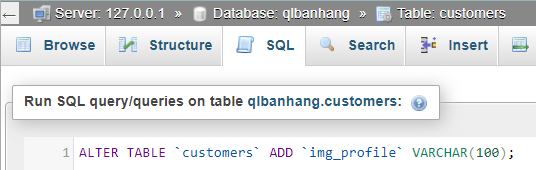 Server: 127.0.0.1 » Database: qlbanhang » Table: customers
Browse Structure SQL Search Insert
Run SQL query/queries on table qlbanhang.customers:
1 ALTER TABLE `customers` ADD `img_profile` VARCHAR(100);